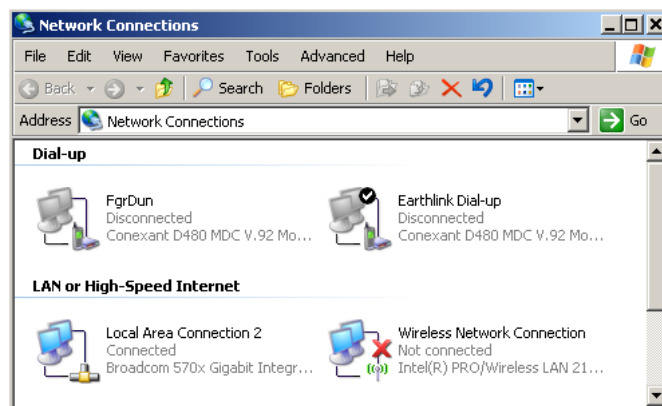 Network Connections
File Edit View Favorites Tools Advanced Help
Back Search Folders
Address Network Connections Go
Dial-up
FgrDun Earthlink Dial-up
Disconnected Disconnected
Conexant D480 MDC V.92 Mo... Conexant D480 MDC V.92 Mo...
LAN or High-Speed Internet
Local Area Connection 2 Wireless Network Connection
Connected Not connected
Broadcom 570x Gigabit Integr... Intel(R) PRO/Wireless LAN 21...